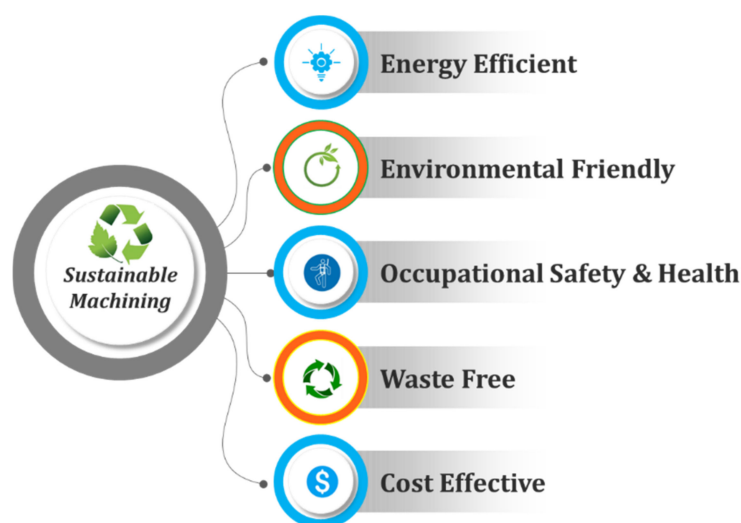 Energy Efficient
Environmental Friendly
Sustainable
Machining
Occupational Safety & Health
Waste Free
Cost Effective
$